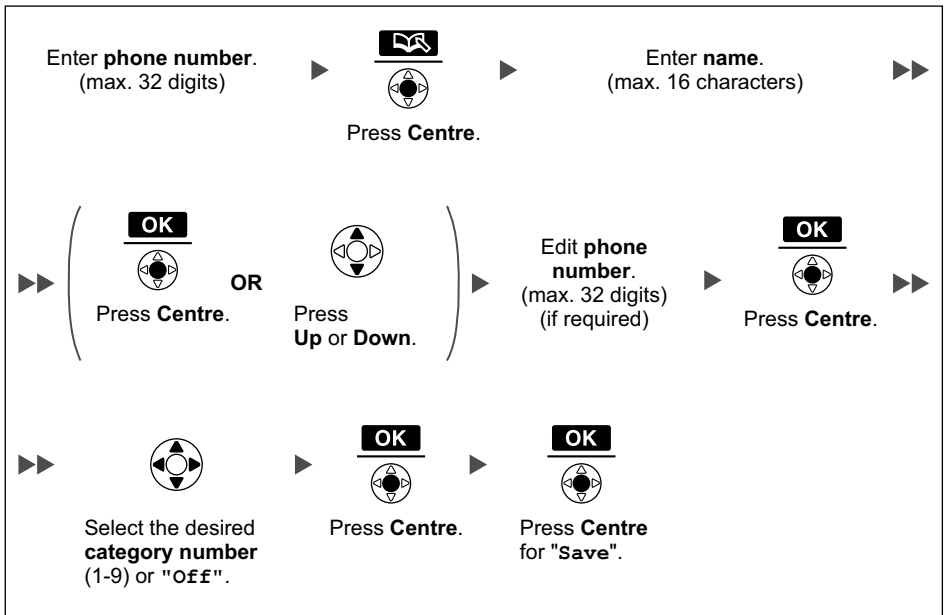 Enter phone number.
(max. 32 digits)
Press Centre.
Enter name.
(max. 16 characters)
OK
Press Centre.
OR
Press
Up or Down.
Edit phone
number.
(max. 32 digits)
(if required)
OK
Press Centre.
Select the desired
category number
(1-9) or "Off".
OK
Press Centre.
OK
Press Centre
for "Save".